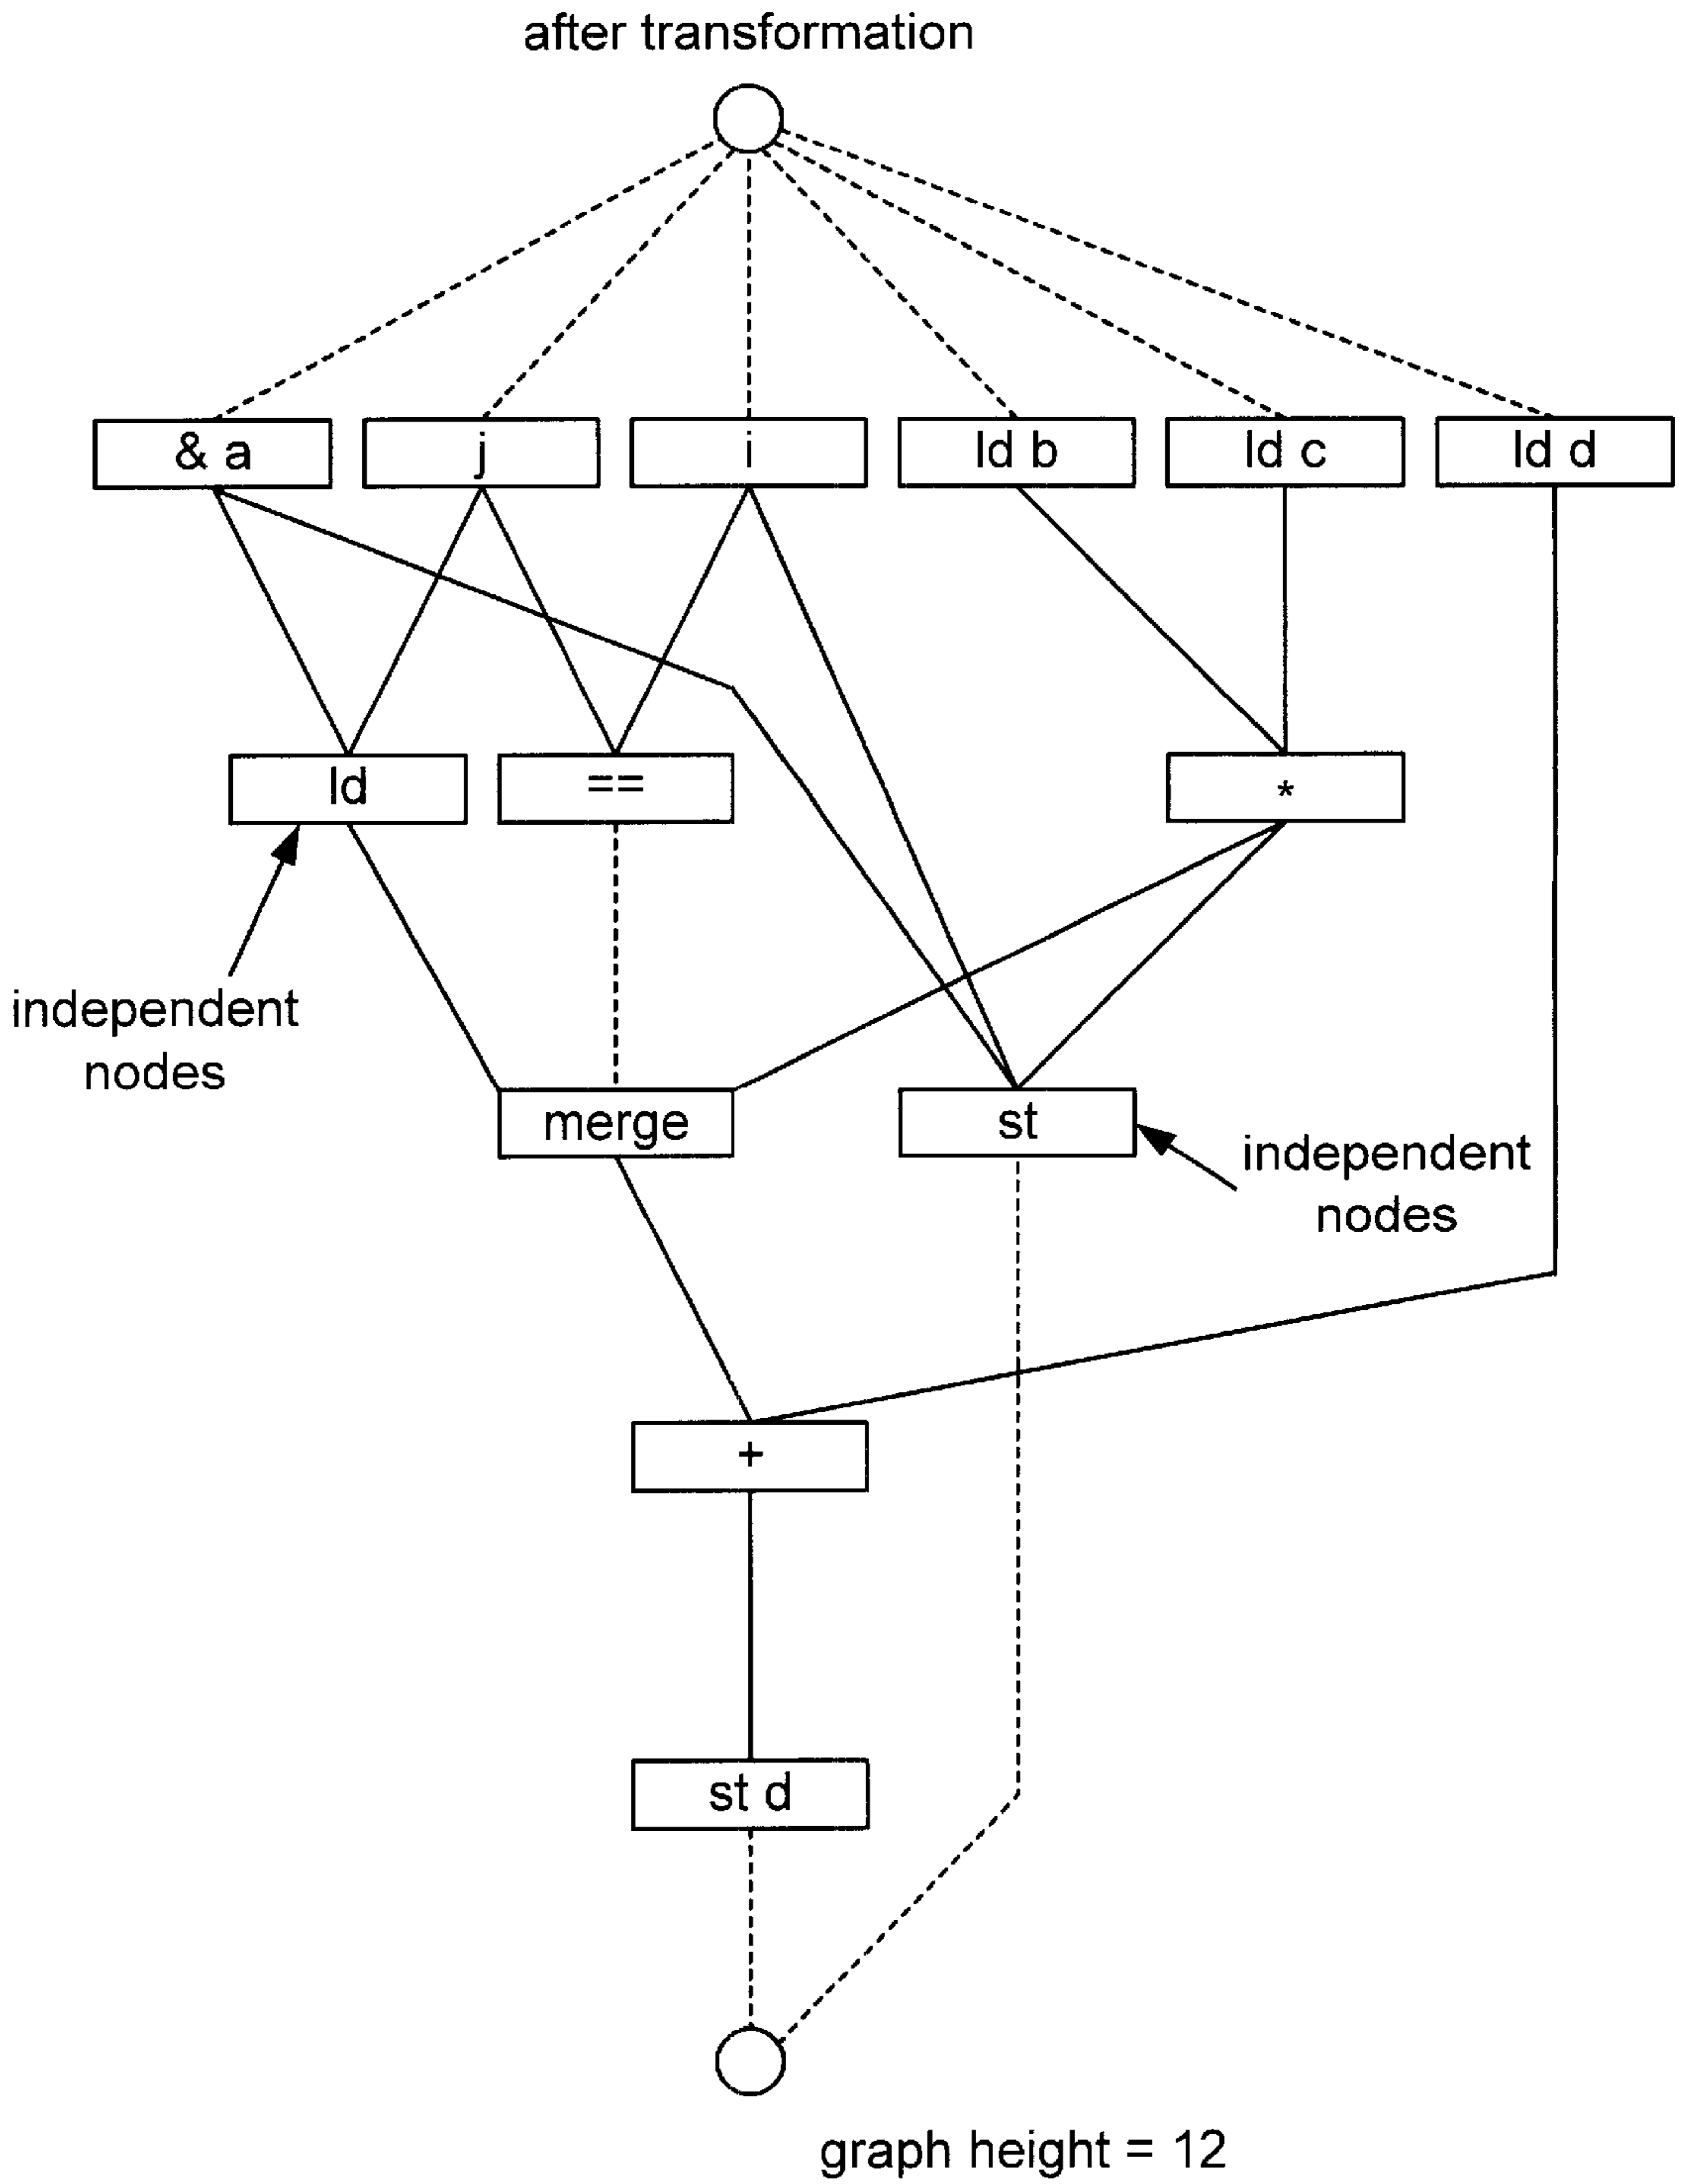 after transformation
& a
j
i
ld b
ld c
ld d
ld
==
*
independent
nodes
merge
st
independent
nodes
+
st d
graph height = 12